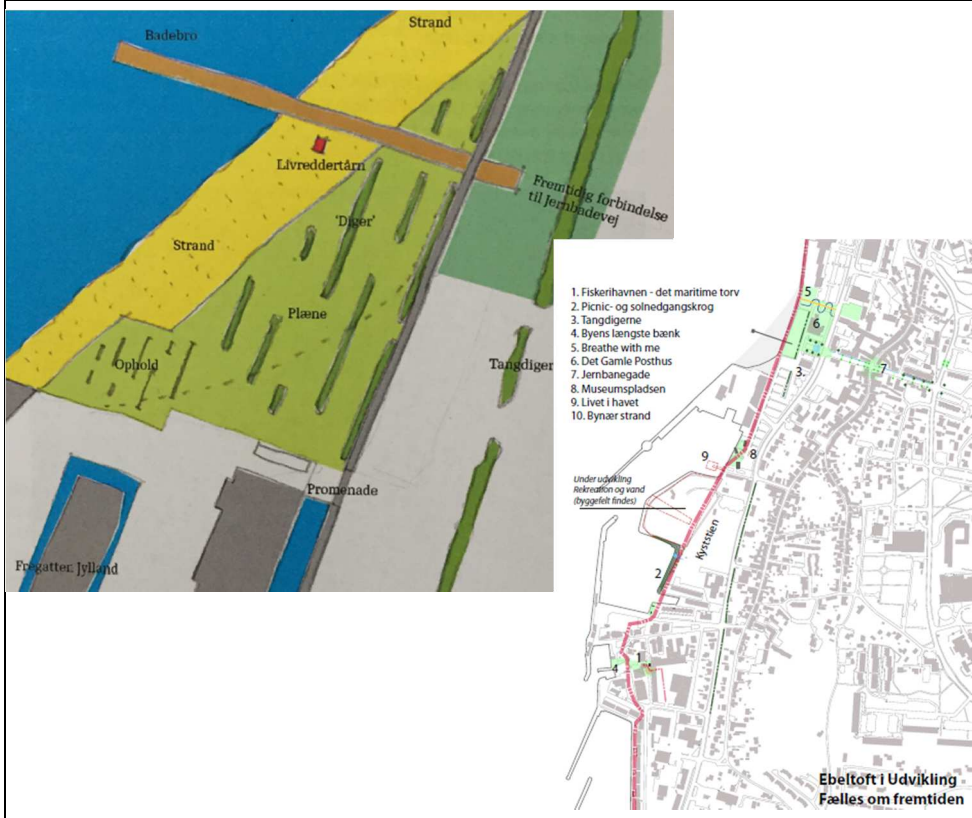 Strand
Badebro
Livreddertårn
Fremtidig forbindelse
til Jernbadevej
'Diger'
Strand
Plæne
Ophold
Tangdiger
Promenade
Fregatten Jylland
1. Fiskerihavnen - det maritime torv
2. Picnic- og solnedgangskrog
3. Tangdigerne
4. Byens længste bænk
5. Breathe with me
6. Det Gamle Posthus
7. Jernbanegade
8. Museumspladsen
9. Livet i havet
10. Bynær strand
5
6.
7
3.
9
8
Under udvikling
Rekreation og vand
(byggefelt findes)
Kyststien
2
1
4
Ebeltoft i Udvikling
Fælles om fremtiden